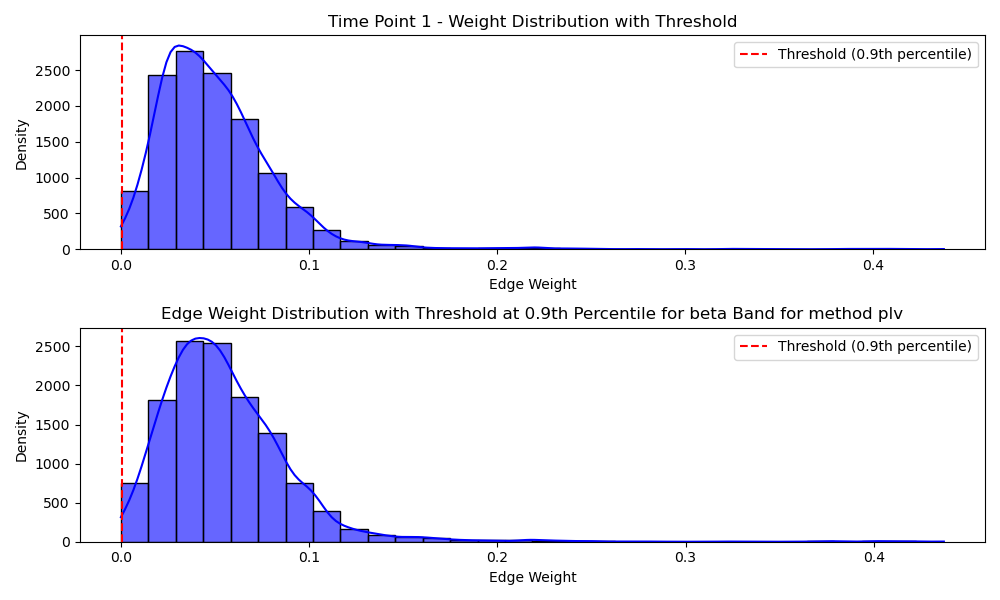 Time Point 1 - Weight Distribution with Threshold
Threshold (0.9th percentile)
Density
2500
2000
1500
1000
500
0
0.0 0.1 0.2 0.3 0.4
Edge Weight
Edge Weight Distribution with Threshold at 0.9th Percentile for beta Band for method plv
Threshold (0.9th percentile)
Density
2500
2000
1500
1000
500
0
0.0 0.1 0.2 0.3 0.4
Edge Weight